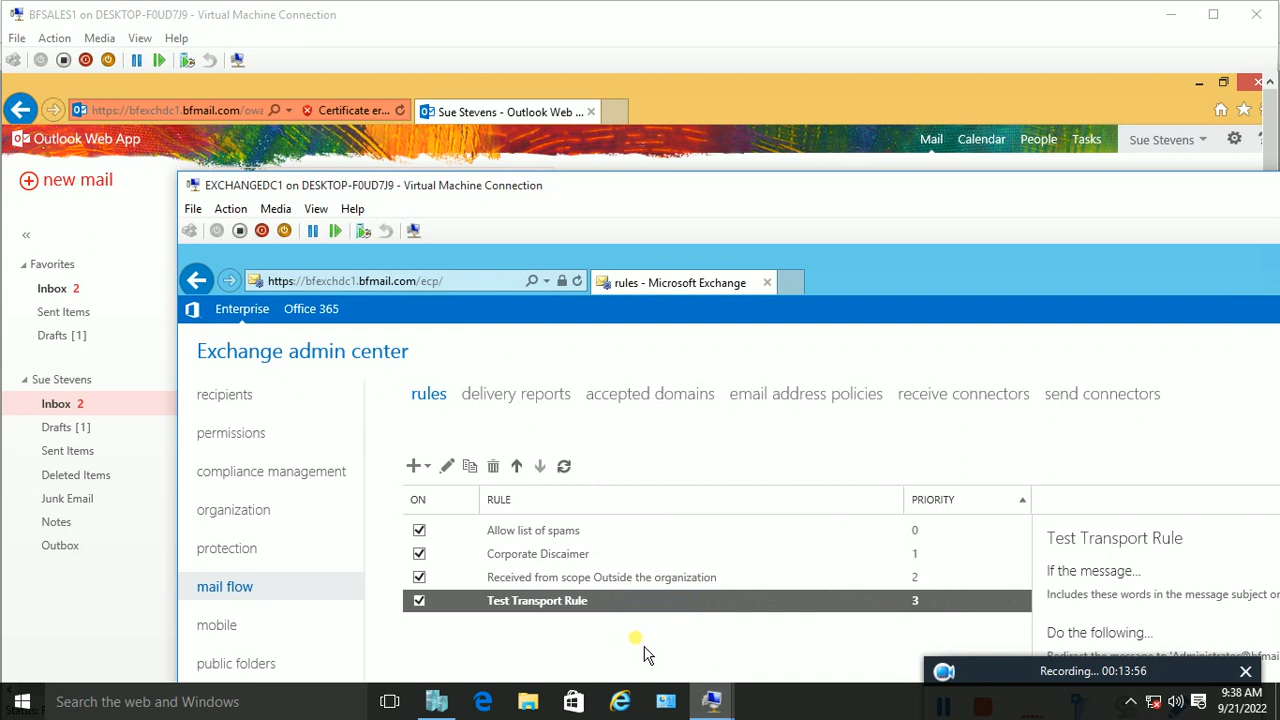 BFSALES1 on DESKTOP-F0UD7J9 - Virtual Machine Connection
File Action Media View Help
https://bfexchdc1.bfmail.com/owa Certificate er... Sue Stevens - Outlook Web ...
Outlook Web App Mail Calendar People Tasks Sue Stevens ?
new mail
«
Favorites
Inbox 2
Sent Items
Drafts [1]
Sue Stevens
Inbox 2
Drafts [1]
Sent Items
Deleted Items
Junk Email
Notes
Outbox
EXCHANGEDC1 on DESKTOP-F0UD7J9 - Virtual Machine Connection
File Action Media View Help
https://bfexchdc1.bfmail.com/ecp/ rules - Microsoft Exchange
Enterprise Office 365
Exchange admin center
recipients
permissions
compliance management
organization
protection
mail flow
mobile
public folders
rules delivery reports accepted domains email address policies receive connectors send connectors
ON RULE PRIORITY
Allow list of spams 0
Corporate Discaimer 1
Received from scope Outside the organization 2
Test Transport Rule 3
Test Transport Rule
If the message...
Includes these words in the message subject or
Do the following...
Redirect the message to 'Administrator@bfmai
Recording... 00:13:56
Search the web and Windows
9:38 AM
9/21/2022